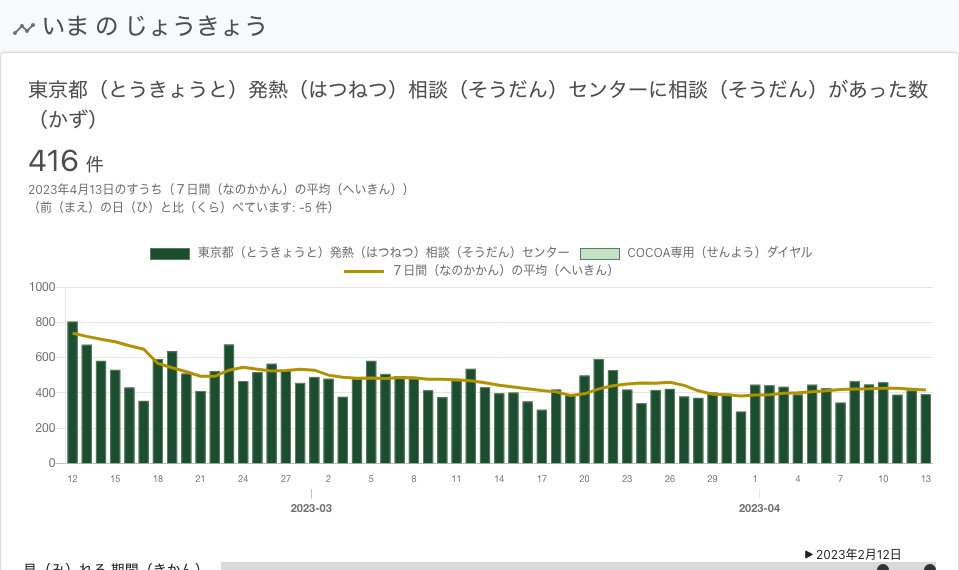 いま の じょうきょう
東京都（とうきょうと）発熱（はつねつ）相談（そうだん）センターに相談（そうだん）があった数
（かず）
416 件
2023年4月13日のすうち（７日間（なのかかん）の平均（へいきん））
（前（まえ）の日（ひ）と比（くら）べています: -5 件）
東京都（とうきょうと）発熱（はつねつ）相談（そうだん）センター COCOA専用（せんよう）ダイヤル
７日間（なのかかん）の平均（へいきん）
1000
800
600
400
200
0
12 15 18 21 24 27 2 5 8 11 14 17 20 23 26 29 1 4 7 10 13
2023-03 2023-04
▶ 2023年2月12日
見（み）れる 期間（きかん）